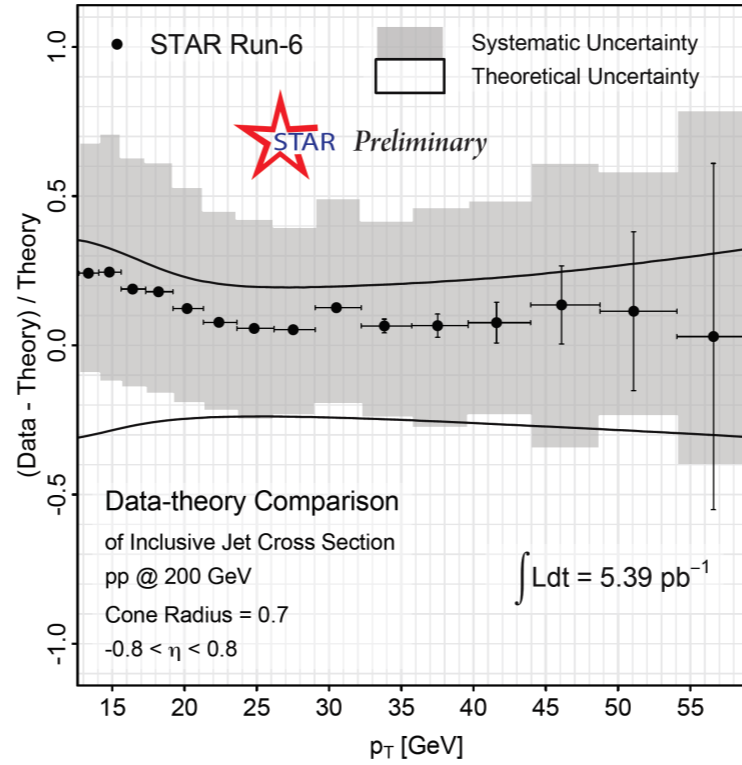 STAR Run-6
Systematic Uncertainty
Theoretical Uncertainty
STAR Preliminary
(Data - Theory) / Theory
1.0
0.5
0.0
-0.5
-1.0
Data-theory Comparison
of Inclusive Jet Cross Section
pp @ 200 GeV
Cone Radius = 0.7
-0.8 < η < 0.8
∫Ldt = 5.39 pb⁻¹
15 20 25 30 35 40 45 50 55
p_T [GeV]